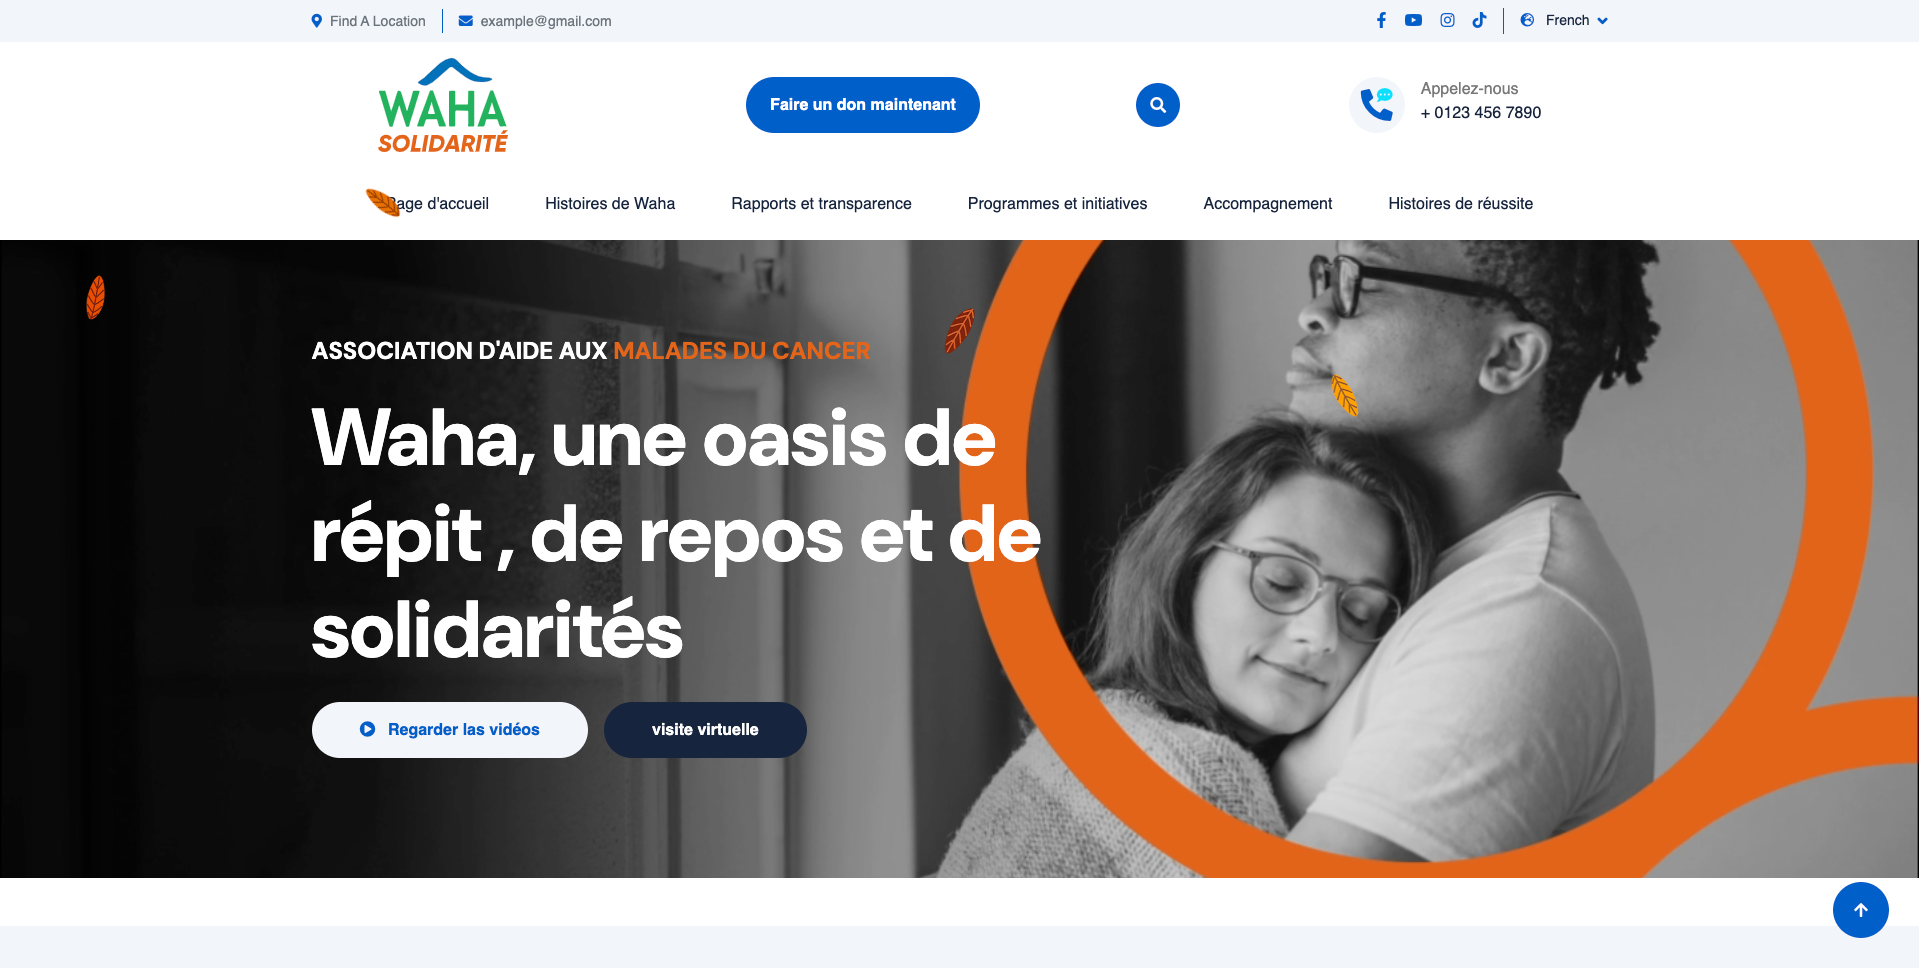 Find A Location
example@gmail.com
French
WAHA
SOLIDARITÉ
Faire un don maintenant
Appelez-nous
+ 0123 456 7890
Page d'accueil
Histoires de Waha
Rapports et transparence
Programmes et initiatives
Accompagnement
Histoires de réussite
ASSOCIATION D'AIDE AUX MALADES DU CANCER
Waha, une oasis de
répit , de repos et de
solidarités
Regarder las vidéos
visite virtuelle